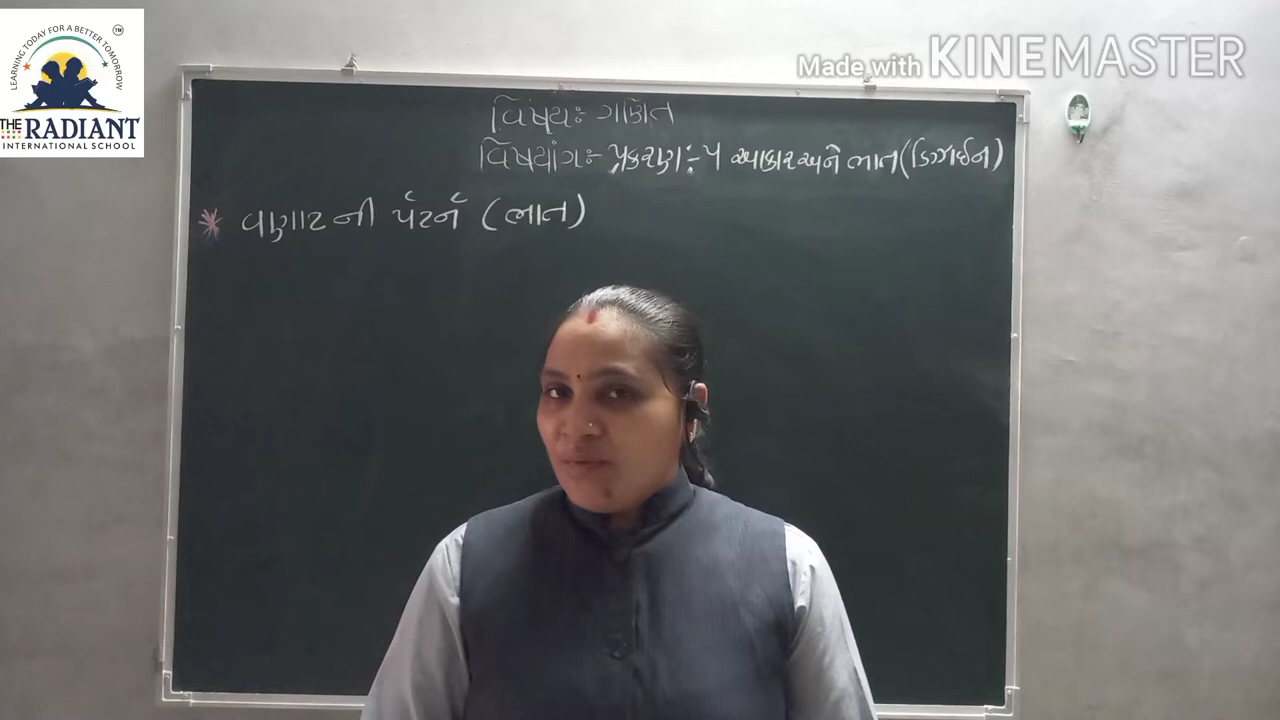 LEARNING TODAY FOR A BETTER TOMORROW
TM
THE RADIANT
INTERNATIONAL SCHOOL
Made with KINEMASTER
વિષયઃ ગણિત
વિષયાંગઃ- પ્રકરણઃ-૫ આકાર અને ભાત (ડિઝાઈન)
* વણાટ ની પેટર્ન (ભાત)